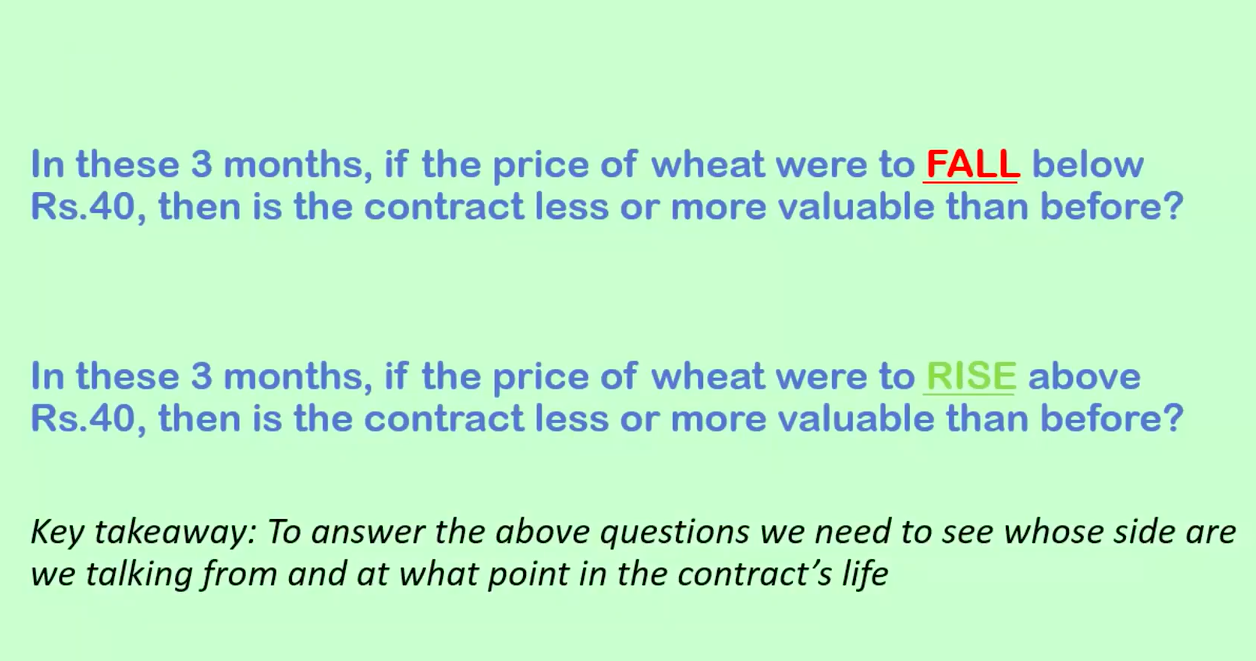 In these 3 months, if the price of wheat were to FALL below
Rs.40, then is the contract less or more valuable than before?
In these 3 months, if the price of wheat were to RISE above
Rs.40, then is the contract less or more valuable than before?
Key takeaway: To answer the above questions we need to see whose side are
we talking from and at what point in the contract’s life